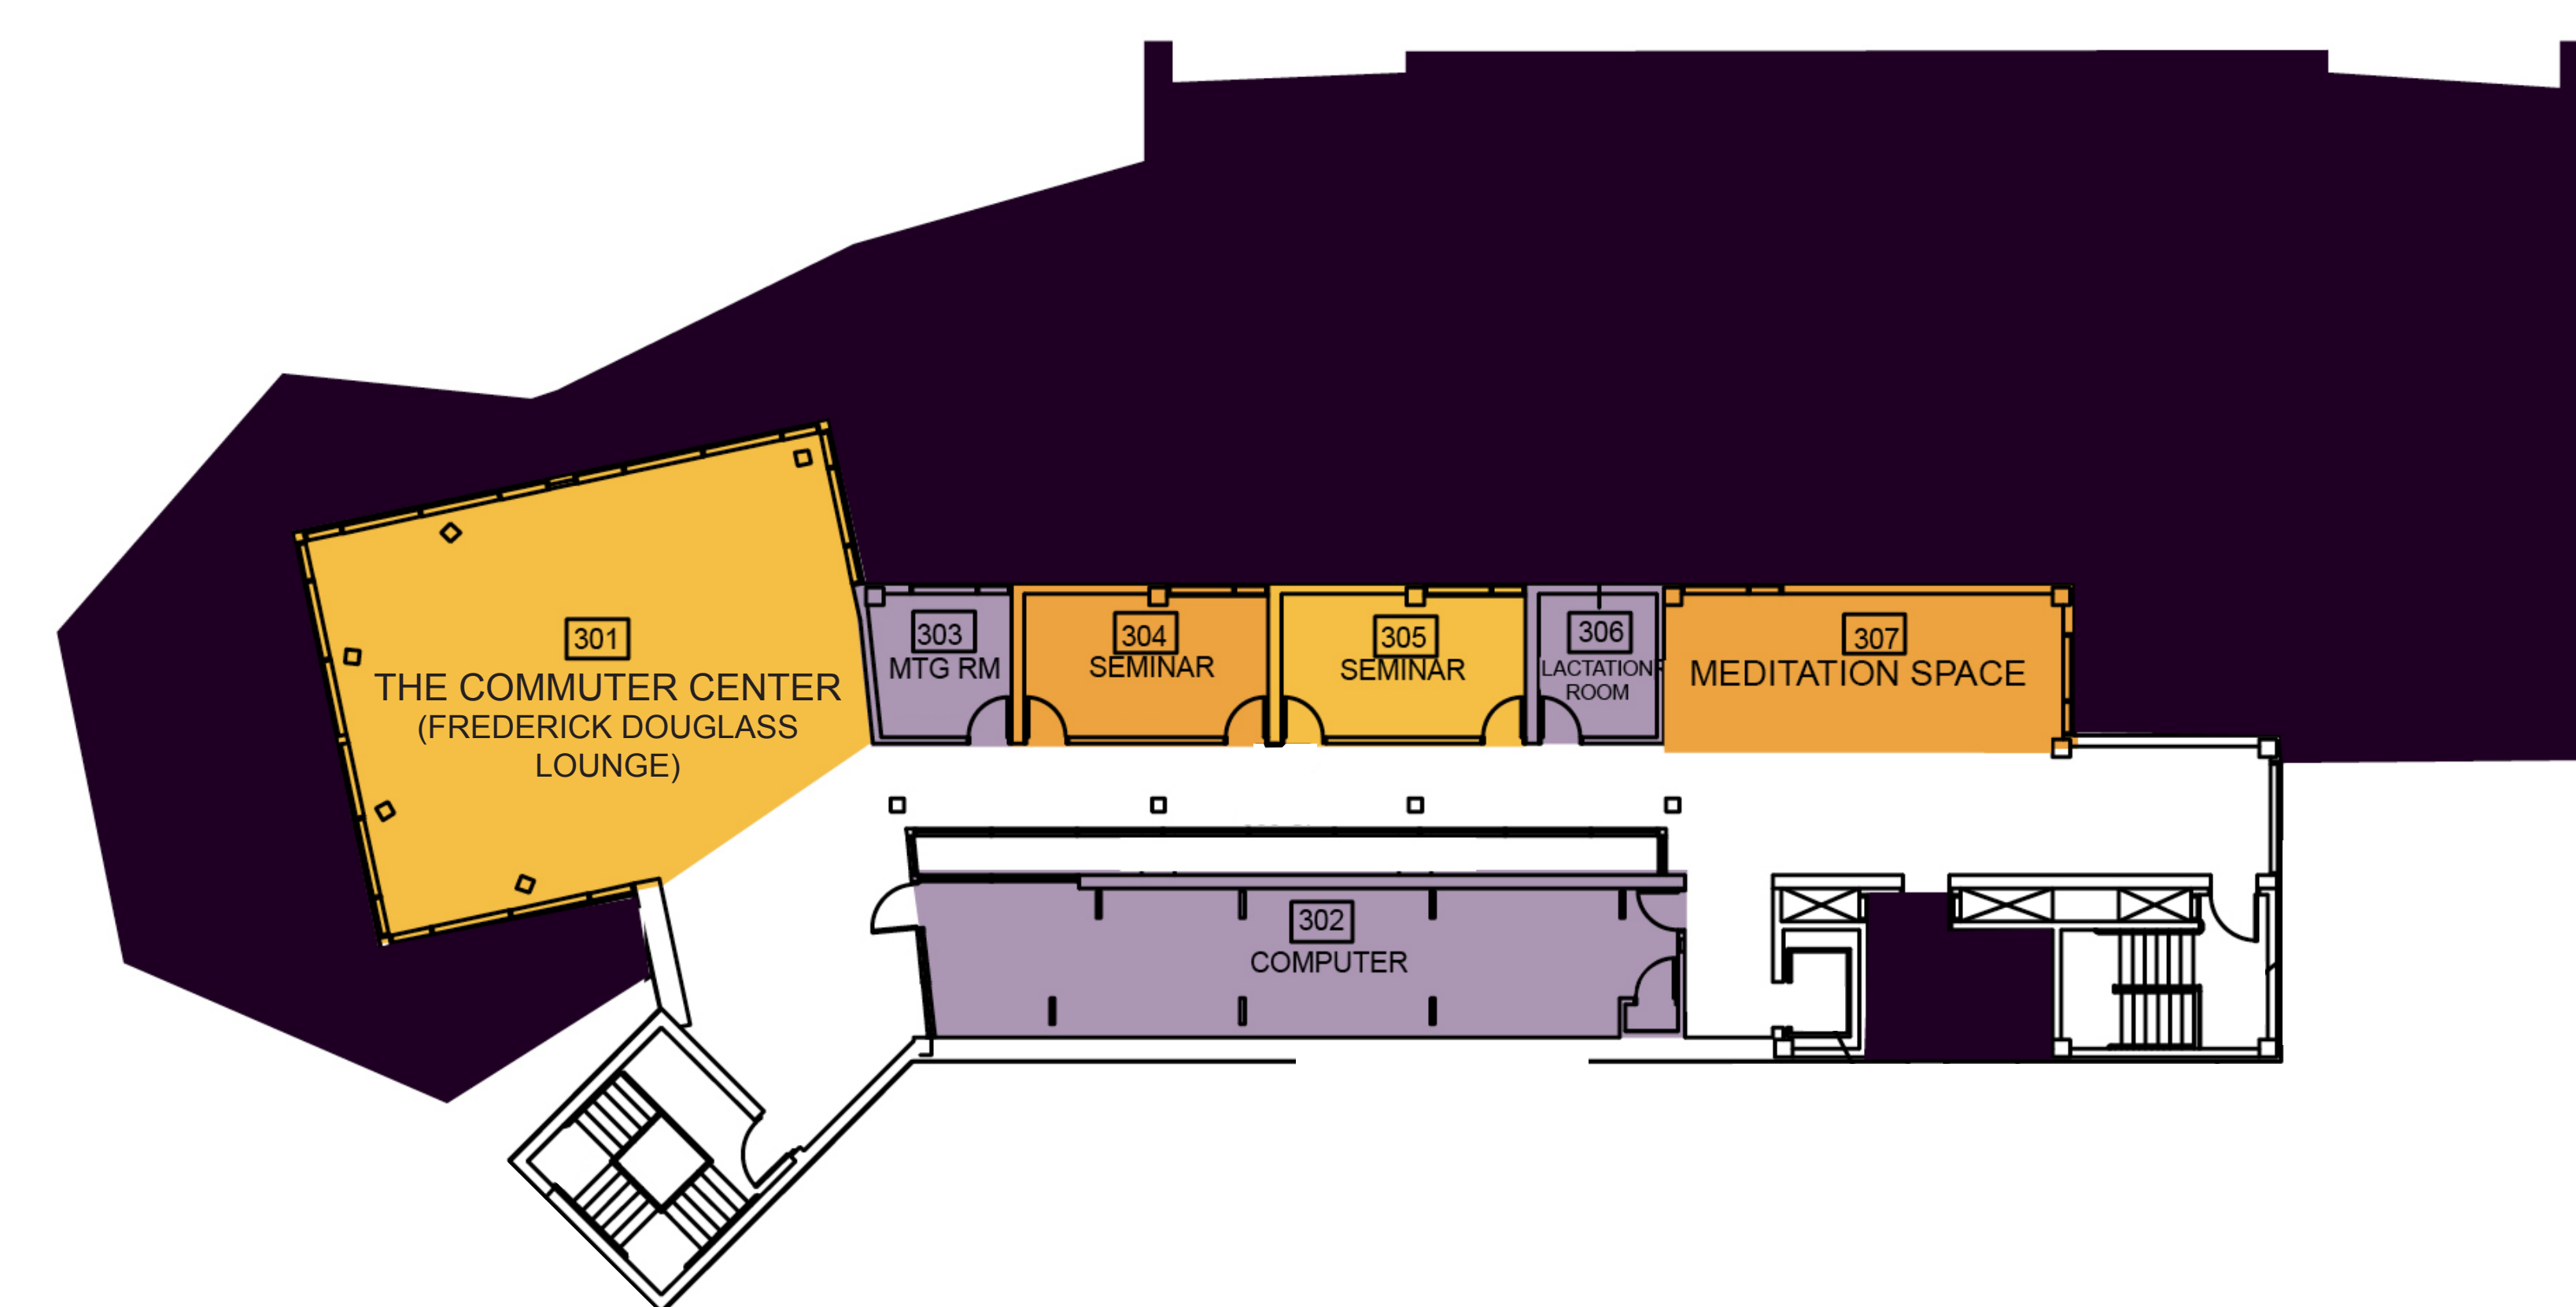 301
THE COMMUTER CENTER
(FREDERICK DOUGLASS
LOUNGE)
303
MTG RM
304
SEMINAR
305
SEMINAR
306
LACTATION
ROOM
307
MEDITATION SPACE
302
COMPUTER